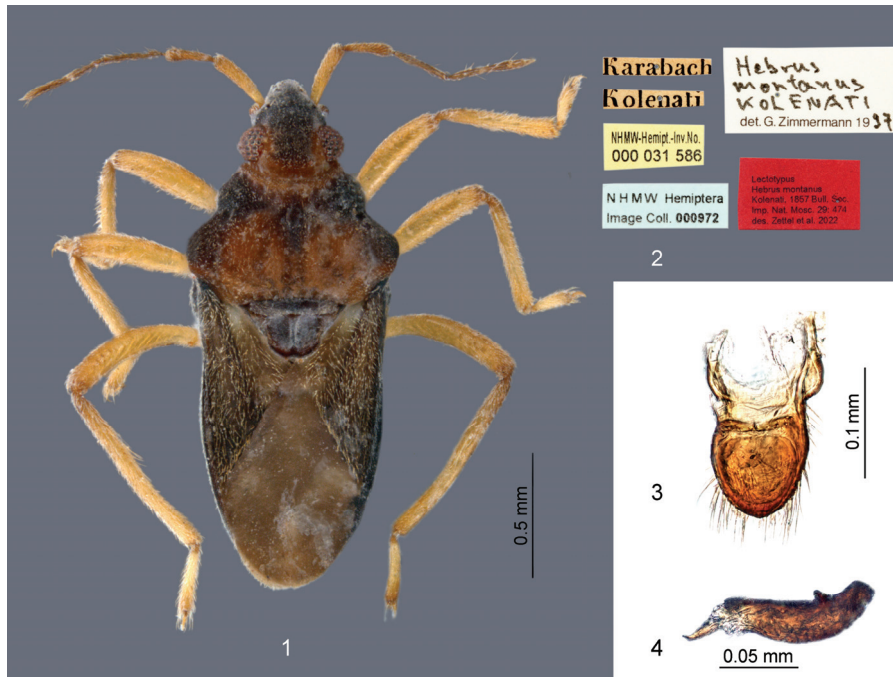 Karabach
Kolenati
NHMW-Hemipt.-Inv.No.
000 031 586
NHMW Hemiptera
Image Coll. 000972
Hebrus
montanus
KOLENATI
det. G. Zimmermann 1997
Lectotypus
Hebrus montanus
Kolenati, 1857 Bull. Soc.
Imp. Nat. Mosc. 29: 474
des. Zettel et al. 2022
2
0.5 mm
1
0.1 mm
3
4
0.05 mm